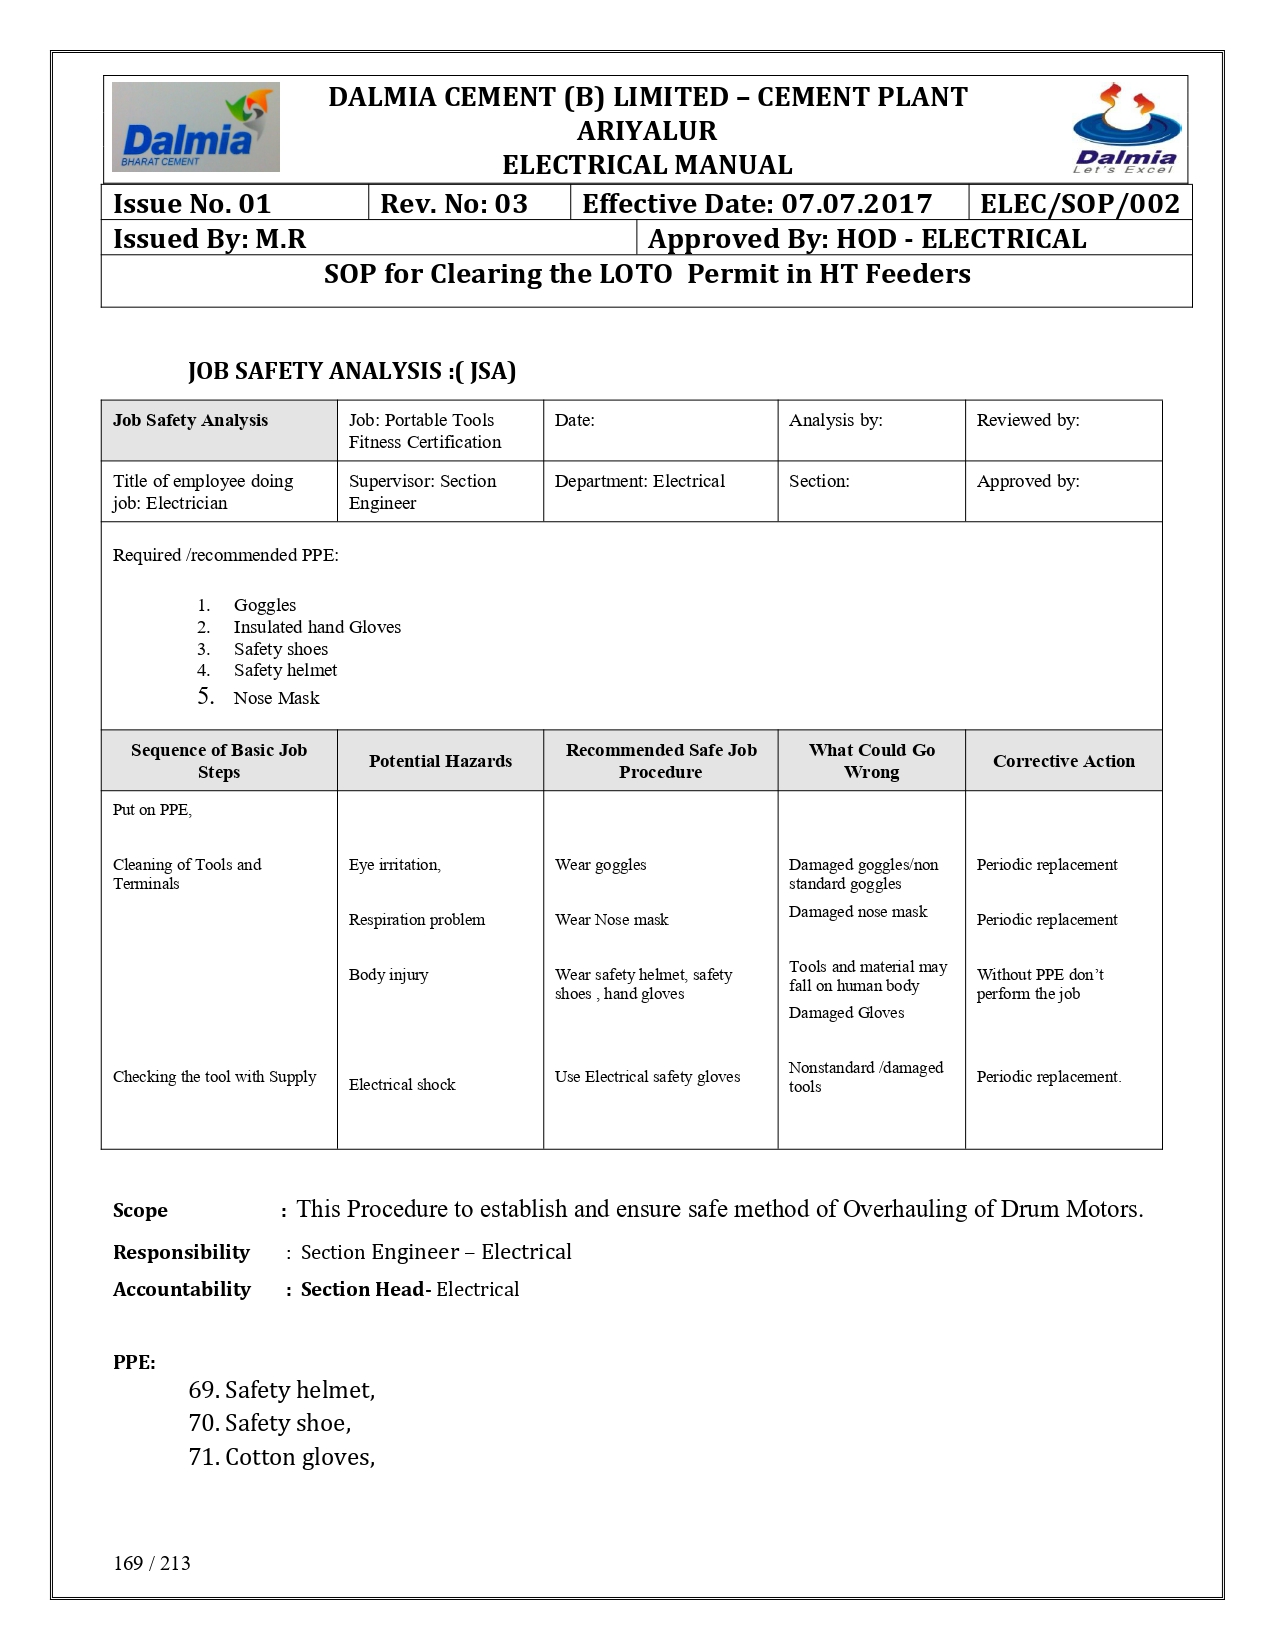 Dalmia
BHARAT CEMENT
DALMIA CEMENT (B) LIMITED – CEMENT PLANT
ARIYALUR
ELECTRICAL MANUAL
Dalmia
Let's Excel
Issue No. 01 Rev. No: 03 Effective Date: 07.07.2017 ELEC/SOP/002
Issued By: M.R Approved By: HOD - ELECTRICAL
SOP for Clearing the LOTO Permit in HT Feeders
JOB SAFETY ANALYSIS :( JSA)
Job Safety Analysis
Job: Portable Tools
Fitness Certification
Date:
Analysis by:
Reviewed by:
Title of employee doing
job: Electrician
Supervisor: Section
Engineer
Department: Electrical
Section:
Approved by:
Required /recommended PPE:
1. Goggles
2. Insulated hand Gloves
3. Safety shoes
4. Safety helmet
5. Nose Mask
Sequence of Basic Job
Steps
Potential Hazards
Recommended Safe Job
Procedure
What Could Go
Wrong
Corrective Action
Put on PPE,
Cleaning of Tools and
Terminals
Eye irritation,
Wear goggles
Damaged goggles/non
standard goggles
Periodic replacement
Respiration problem
Wear Nose mask
Damaged nose mask
Periodic replacement
Body injury
Wear safety helmet, safety
shoes , hand gloves
Tools and material may
fall on human body
Damaged Gloves
Without PPE don’t
perform the job
Checking the tool with Supply
Electrical shock
Use Electrical safety gloves
Nonstandard /damaged
tools
Periodic replacement.
Scope : This Procedure to establish and ensure safe method of Overhauling of Drum Motors.
Responsibility : Section Engineer – Electrical
Accountability : Section Head- Electrical
PPE:
69. Safety helmet,
70. Safety shoe,
71. Cotton gloves,
169 / 213